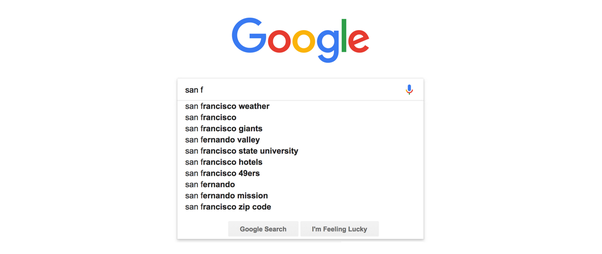 Google
san f
san francisco weather
san francisco
san francisco giants
san fernando valley
san francisco state university
san francisco hotels
san francisco 49ers
san fernando
san fernando mission
san francisco zip code
Google Search I'm Feeling Lucky